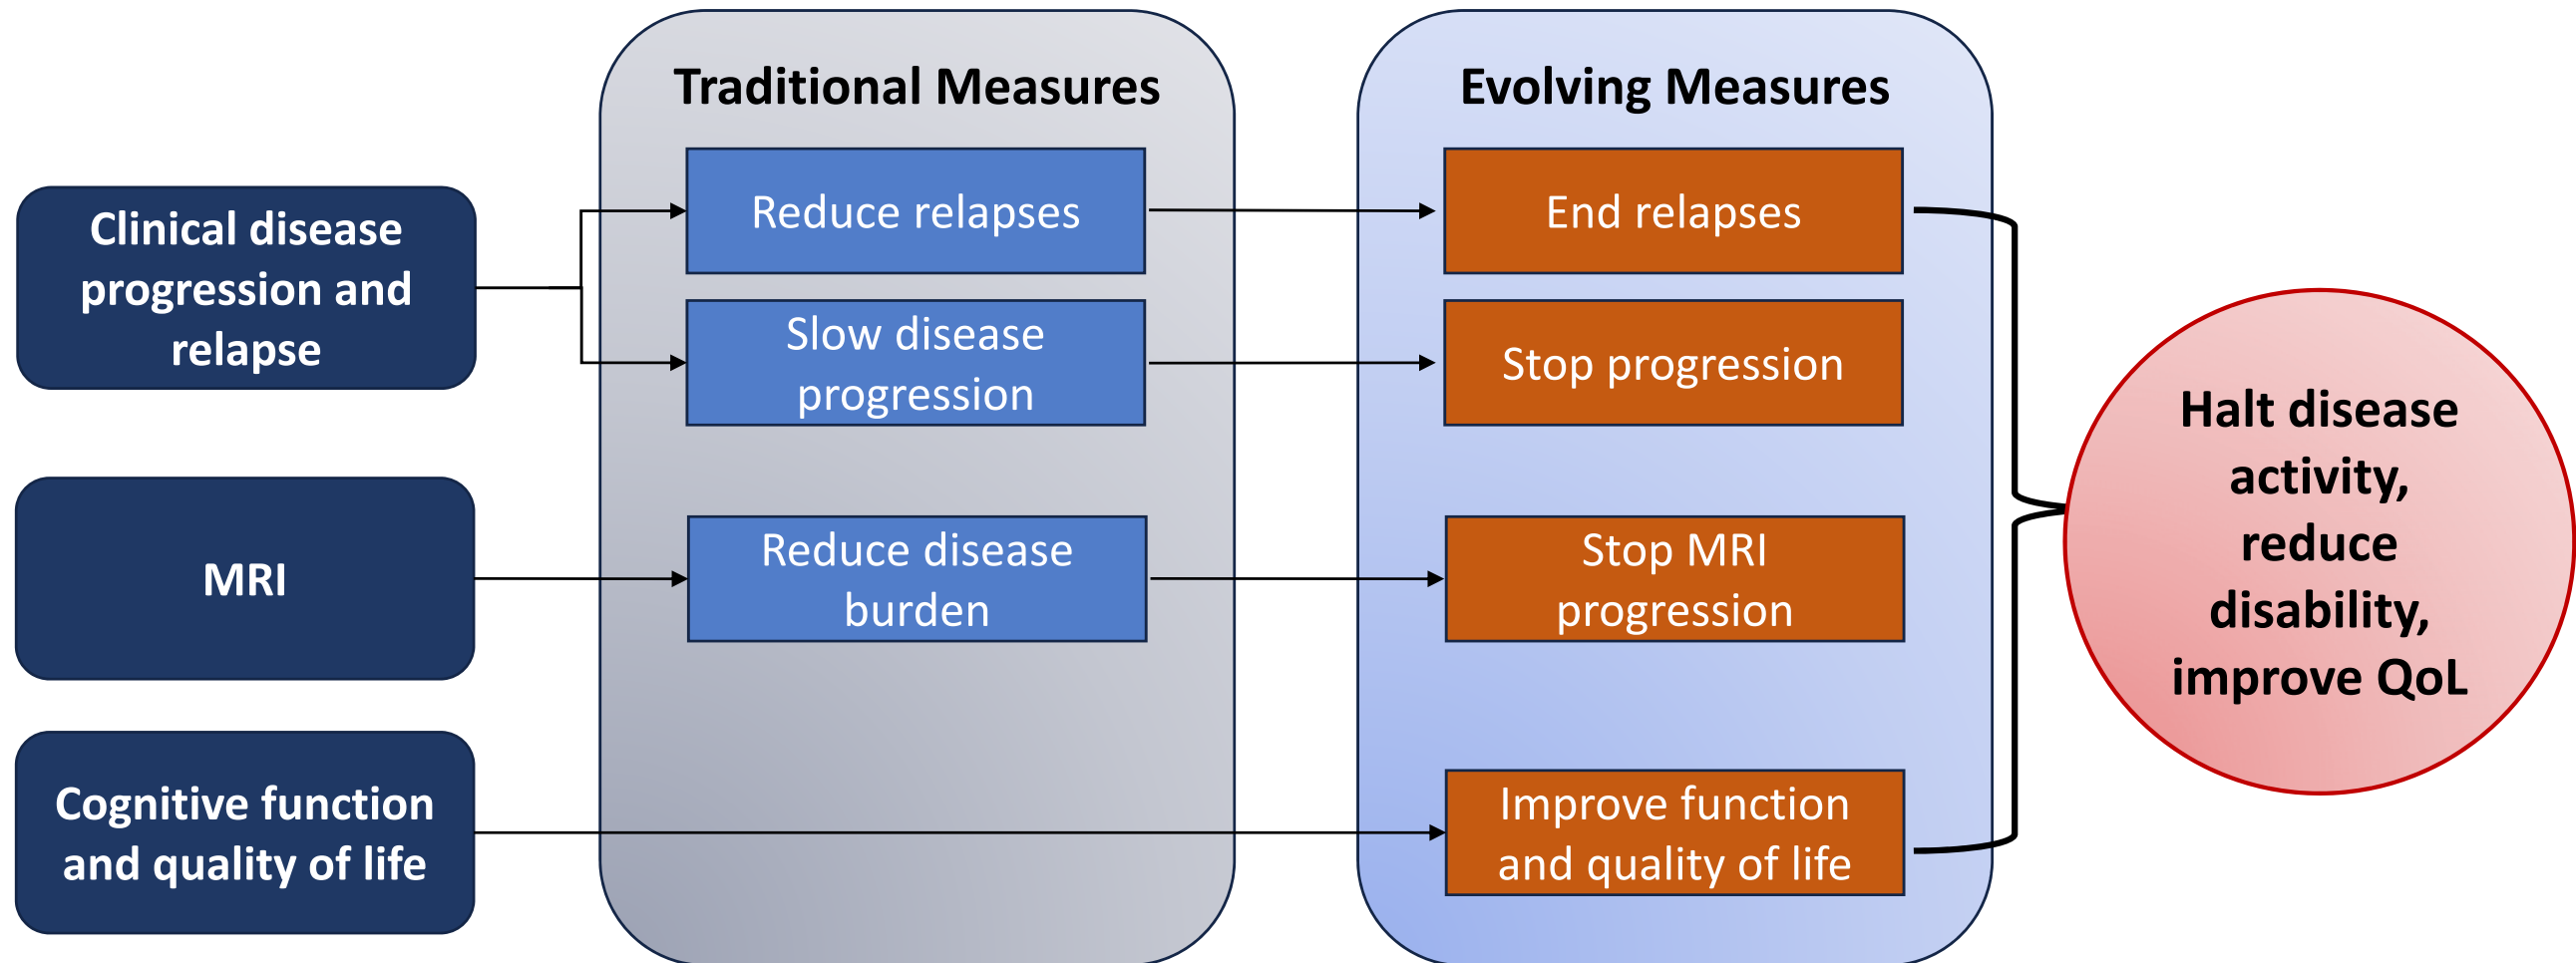 Traditional Measures
Evolving Measures
Clinical disease
progression and
relapse
Reduce relapses
End relapses
Slow disease
progression
Stop progression
MRI
Reduce disease
burden
Stop MRI
progression
Cognitive function
and quality of life
Improve function
and quality of life
Halt disease
activity,
reduce
disability,
improve QoL